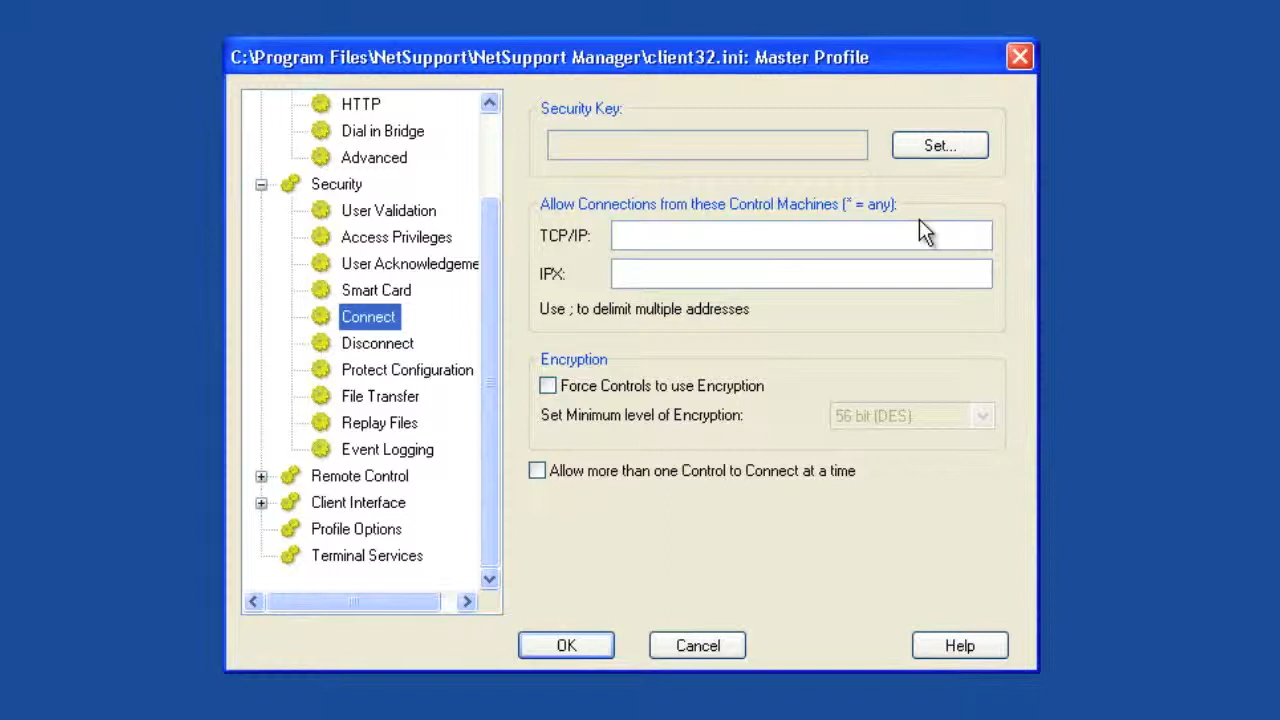 C:\Program Files\NetSupport\NetSupport Manager\client32.ini: Master Profile
HTTP
Dial in Bridge
Advanced
Security
User Validation
Access Privileges
User Acknowledgeme
Smart Card
Connect
Disconnect
Protect Configuration
File Transfer
Replay Files
Event Logging
Remote Control
Client Interface
Profile Options
Terminal Services
Security Key:
Set...
Allow Connections from these Control Machines (* = any):
TCP/IP:
IPX:
Use ; to delimit multiple addresses
Encryption
Force Controls to use Encryption
Set Minimum level of Encryption: 56 bit (DES)
Allow more than one Control to Connect at a time
OK Cancel Help